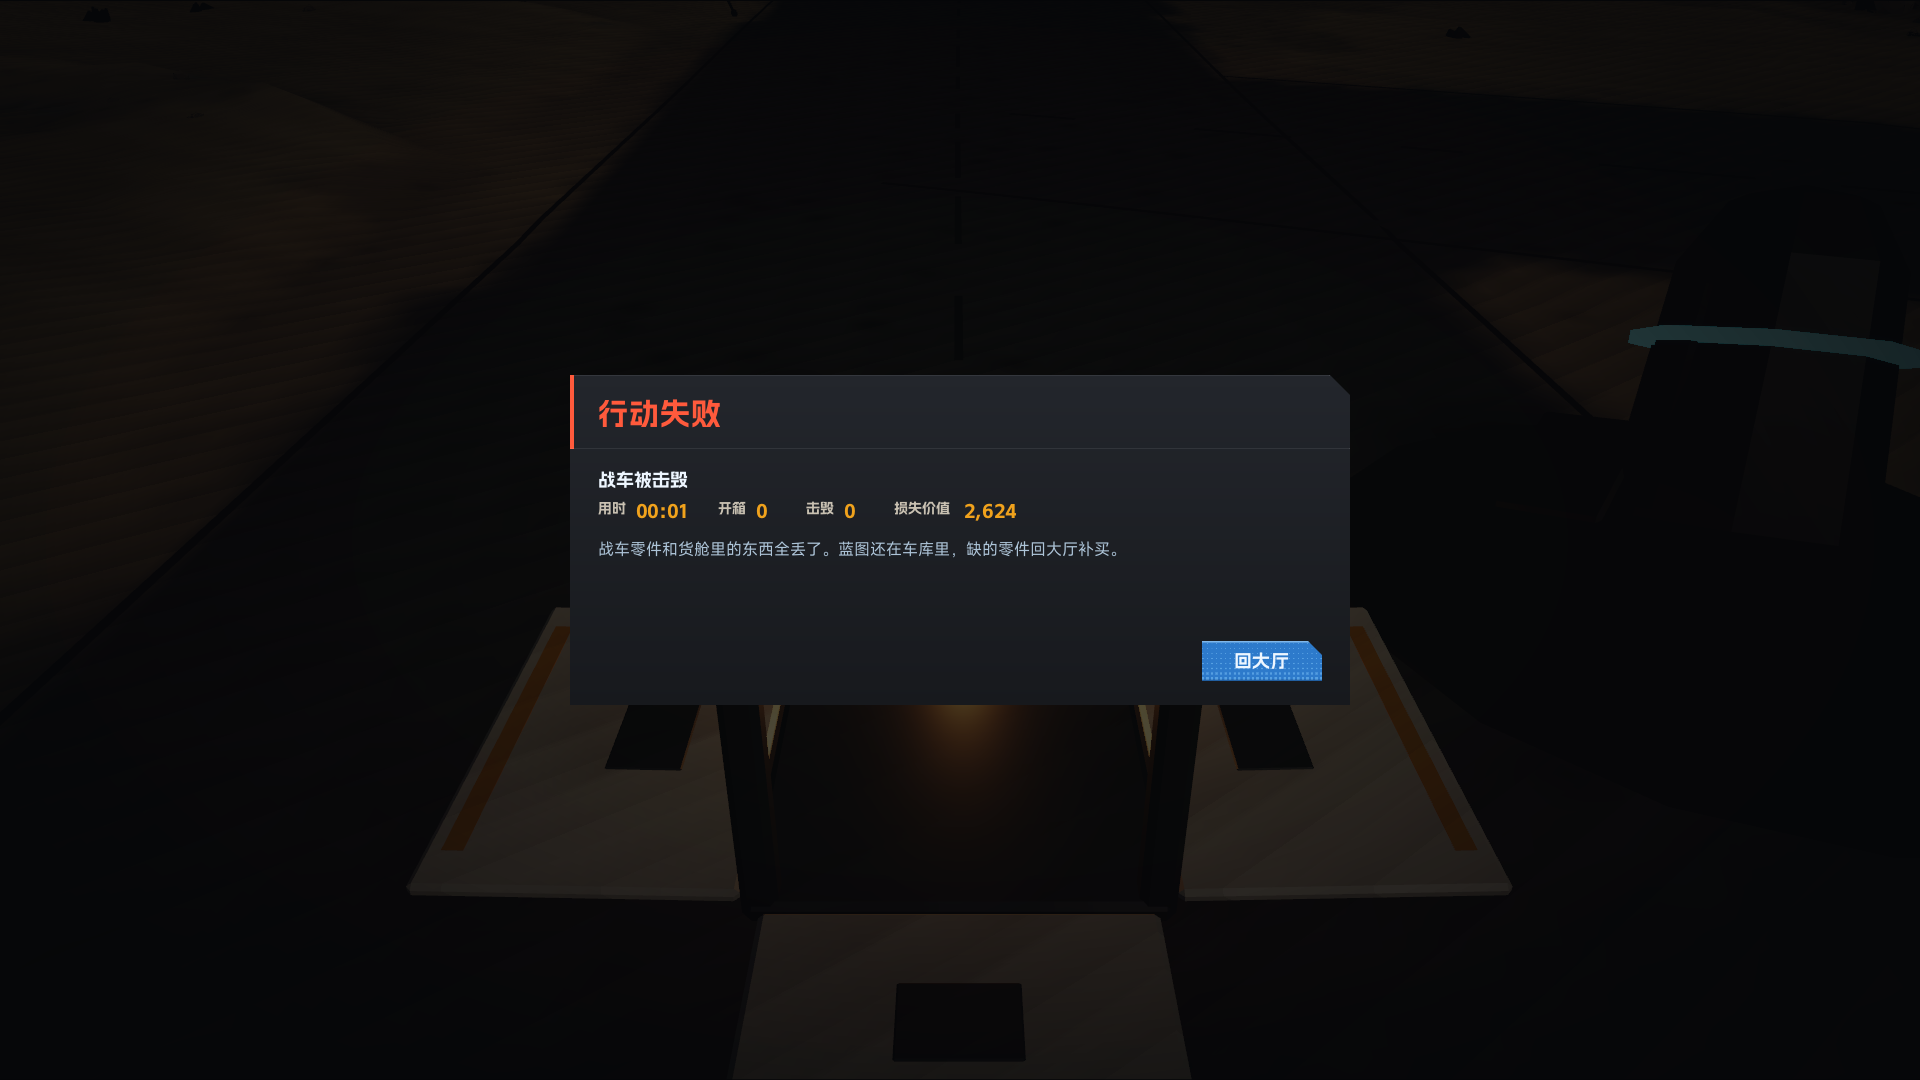 行动失败
战车被击毁
用时 00:01 开箱 0 击毁 0 损失价值 2,624
战车零件和货舱里的东西全丢了。蓝图还在车库里，缺的零件回大厅补买。
回大厅